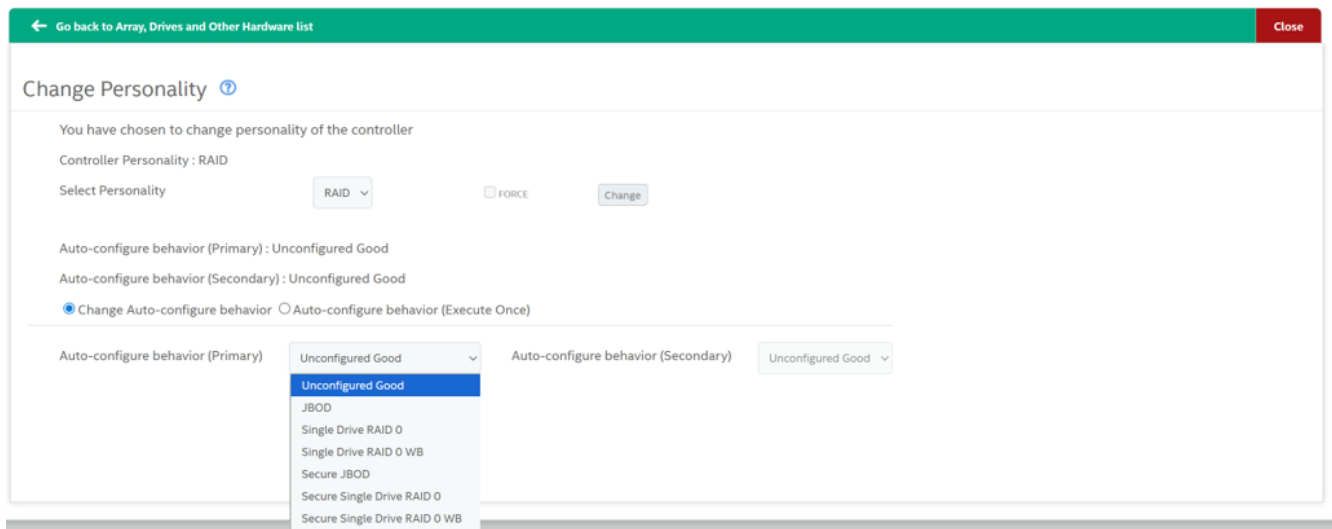 Go back to Array, Drives and Other Hardware list Close
Change Personality ?
You have chosen to change personality of the controller
Controller Personality : RAID
Select Personality RAID FORCE Change
Auto-configure behavior (Primary) : Unconfigured Good
Auto-configure behavior (Secondary) : Unconfigured Good
Change Auto-configure behavior Auto-configure behavior (Execute Once)
Auto-configure behavior (Primary) Unconfigured Good Auto-configure behavior (Secondary) Unconfigured Good
Unconfigured Good
JBOD
Single Drive RAID 0
Single Drive RAID 0 WB
Secure JBOD
Secure Single Drive RAID 0
Secure Single Drive RAID 0 WB